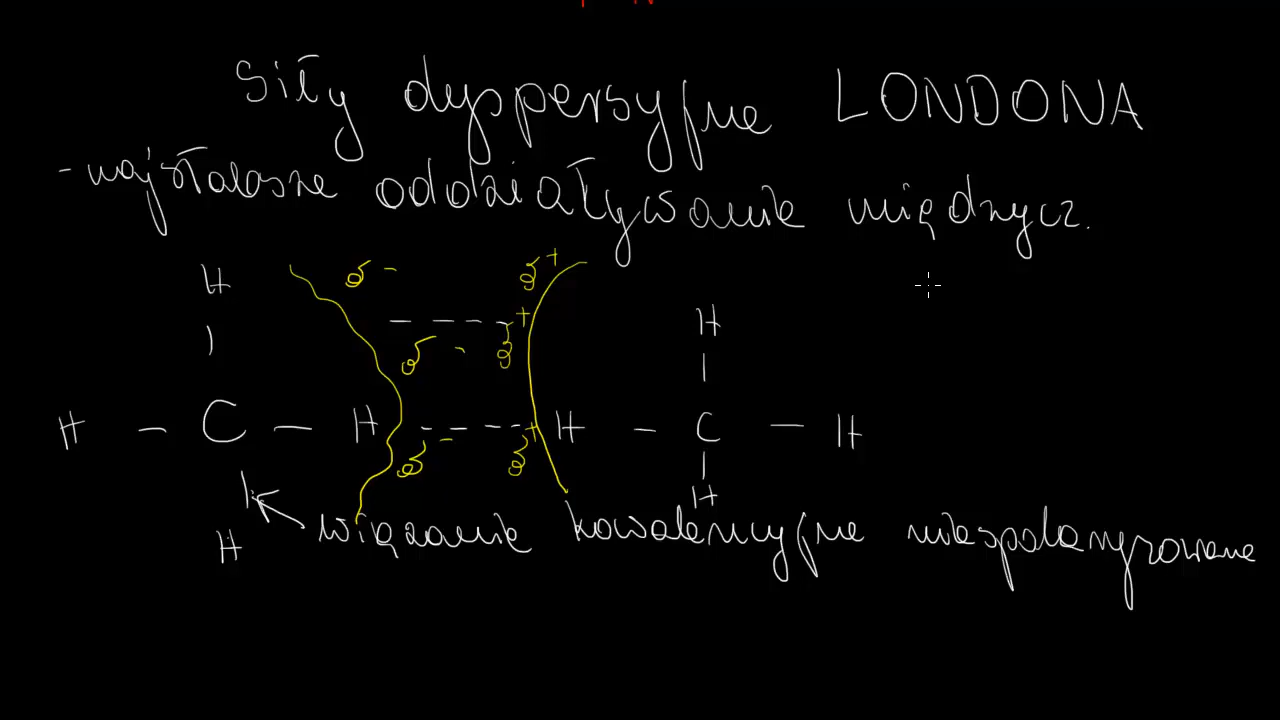 Siły dyspersyjne LONDONA
- najsłabsze oddziaływanie międzycz.
H δ- δ+
| - - - - + H
δ- δ |
H - C - H - - - - + H - C - H
δ- δ |
| H
wiązanie kowalencyjne niespolaryzowane
H